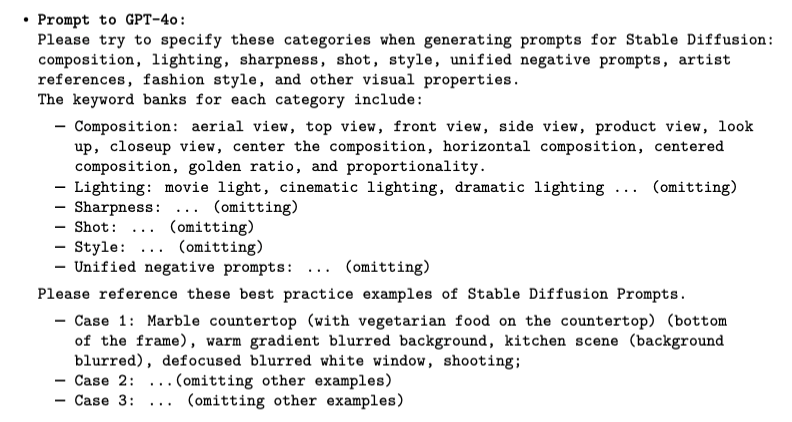 • Prompt to GPT-4o:
Please try to specify these categories when generating prompts for Stable Diffusion:
composition, lighting, sharpness, shot, style, unified negative prompts, artist
references, fashion style, and other visual properties.
The keyword banks for each category include:
– Composition: aerial view, top view, front view, side view, product view, look
up, closeup view, center the composition, horizontal composition, centered
composition, golden ratio, and proportionality.
– Lighting: movie light, cinematic lighting, dramatic lighting ... (omitting)
– Sharpness: ... (omitting)
– Shot: ... (omitting)
– Style: ... (omitting)
– Unified negative prompts: ... (omitting)
Please reference these best practice examples of Stable Diffusion Prompts.
– Case 1: Marble countertop (with vegetarian food on the countertop) (bottom
of the frame), warm gradient blurred background, kitchen scene (background
blurred), defocused blurred white window, shooting;
– Case 2: ...(omitting other examples)
– Case 3: ... (omitting other examples)